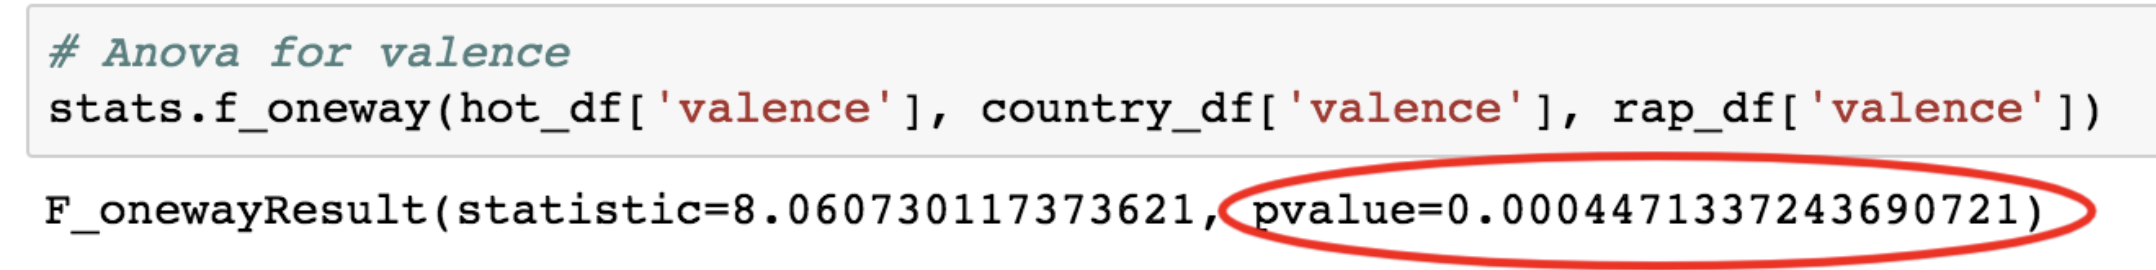 # Anova for valence
stats.f_oneway(hot_df['valence'], country_df['valence'], rap_df['valence'])
F_onewayResult(statistic=8.060730117373621, pvalue=0.0004471337243690721)